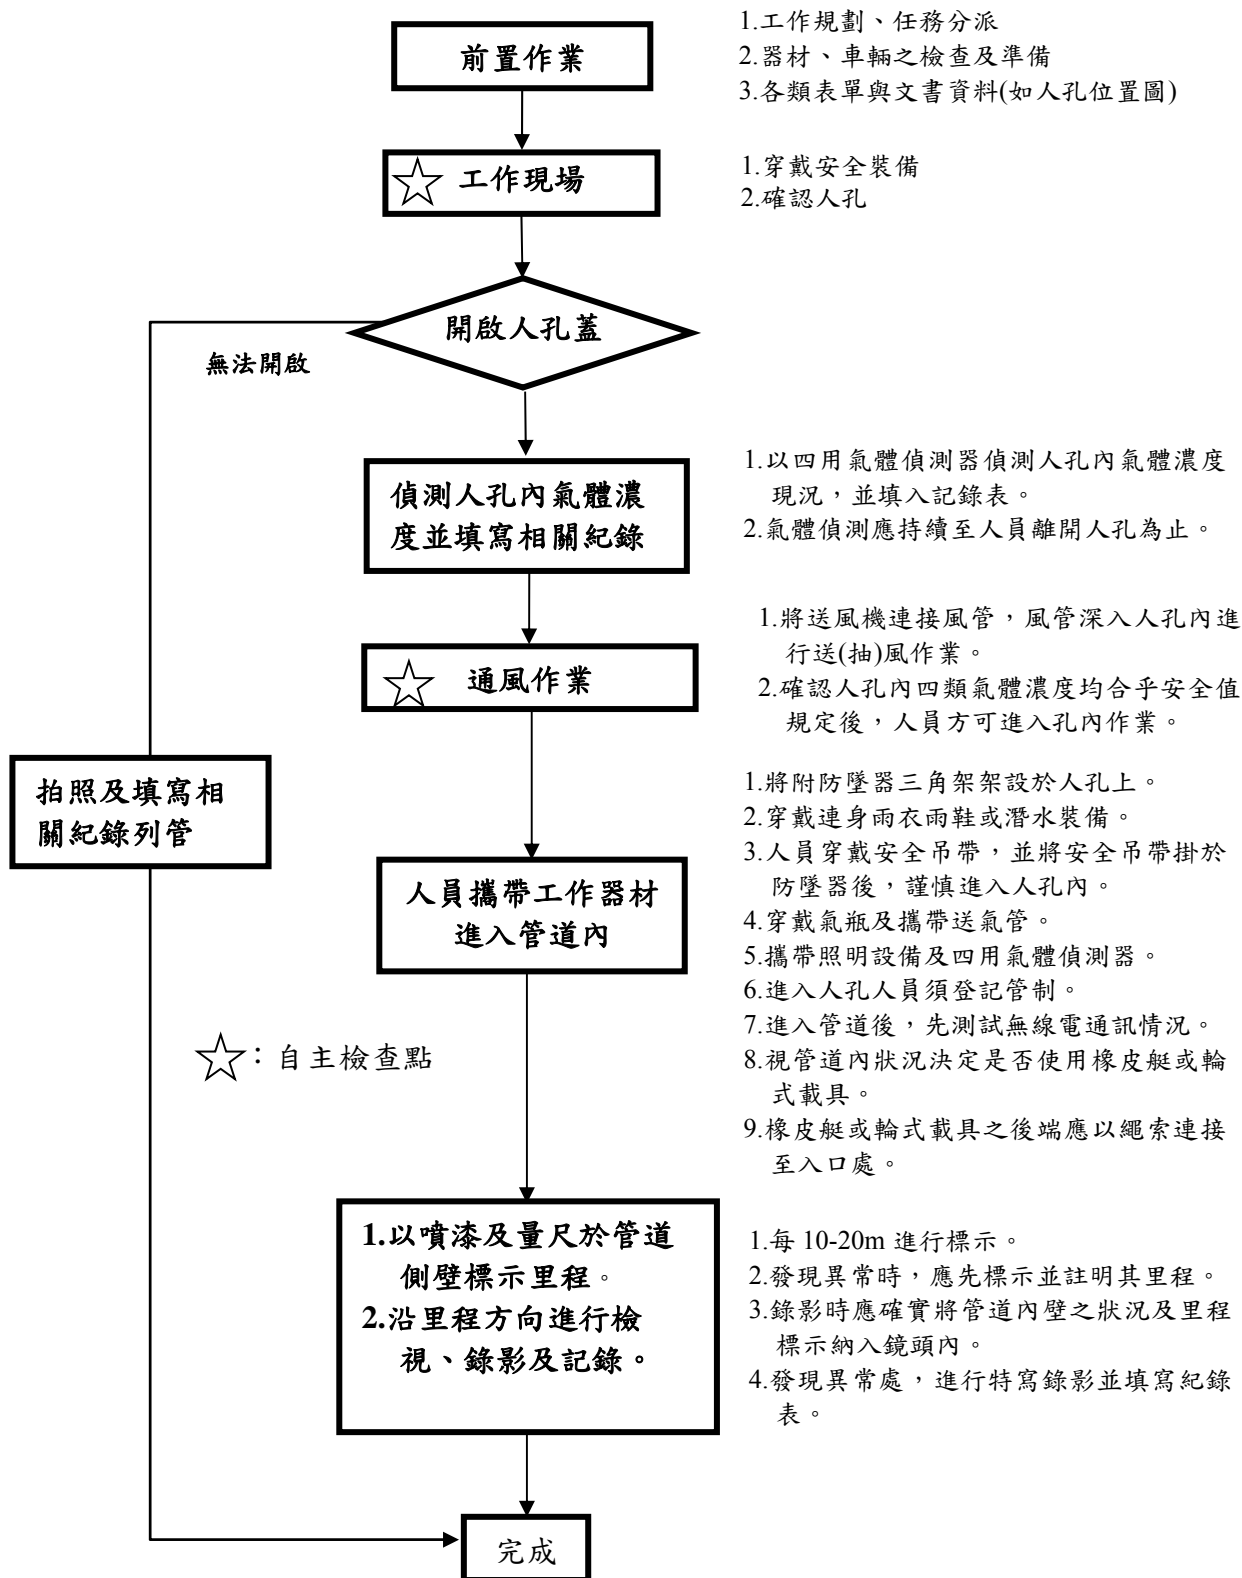 前置作業
1.工作規劃、任務分派
2.器材、車輛之檢查及準備
3.各類表單與文書資料(如人孔位置圖)
工作現場
1.穿戴安全裝備
2.確認人孔
開啟人孔蓋
無法開啟
偵測人孔內氣體濃
度並填寫相關紀錄
1.以四用氣體偵測器偵測人孔內氣體濃度
現況，並填入記錄表。
2.氣體偵測應持續至人員離開人孔為止。
通風作業
1.將送風機連接風管，風管深入人孔內進
行送(抽)風作業。
2.確認人孔內四類氣體濃度均合乎安全值
規定後，人員方可進入孔內作業。
拍照及填寫相
關紀錄列管
人員攜帶工作器材
進入管道內
1.將附防墜器三角架架設於人孔上。
2.穿戴連身雨衣雨鞋或潛水裝備。
3.人員穿戴安全吊帶，並將安全吊帶掛於
防墜器後，謹慎進入人孔內。
4.穿戴氣瓶及攜帶送氣管。
5.攜帶照明設備及四用氣體偵測器。
6.進入人孔人員須登記管制。
7.進入管道後，先測試無線電通訊情況。
8.視管道內狀況決定是否使用橡皮艇或輪
式載具。
9.橡皮艇或輪式載具之後端應以繩索連接
至入口處。
☆：自主檢查點
1.以噴漆及量尺於管道
側壁標示里程。
2.沿里程方向進行檢
視、錄影及記錄。
1.每 10-20m 進行標示。
2.發現異常時，應先標示並註明其里程。
3.錄影時應確實將管道內壁之狀況及里程
標示納入鏡頭內。
4.發現異常處，進行特寫錄影並填寫紀錄
表。
完成